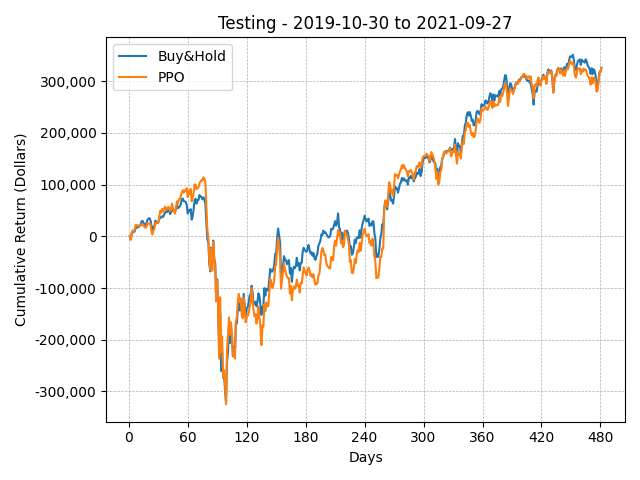 Testing - 2019-10-30 to 2021-09-27
Buy&Hold
PPO
Cumulative Return (Dollars)
300,000
200,000
100,000
0
-100,000
-200,000
-300,000
0 60 120 180 240 300 360 420 480
Days